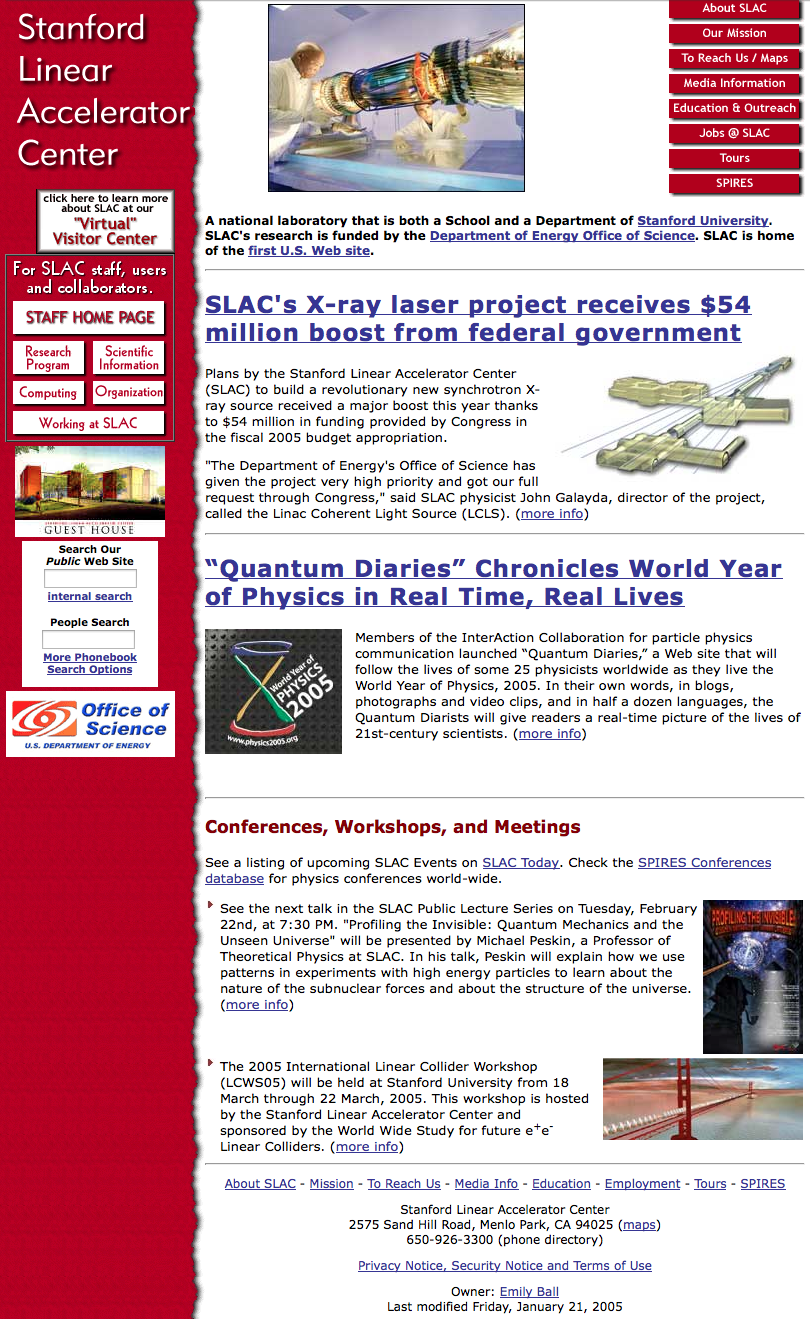 Stanford
Linear
Accelerator
Center
click here to learn more
about SLAC at our
"Virtual"
Visitor Center
For SLAC staff, users
and collaborators.
STAFF HOME PAGE
Research
Program
Scientific
Information
Computing
Organization
Working at SLAC
STANFORD LINEAR ACCELERATOR CENTER
GUEST HOUSE
Search Our
Public Web Site
internal search
People Search
More Phonebook
Search Options
Office of
Science
U.S. DEPARTMENT OF ENERGY
About SLAC
Our Mission
To Reach Us / Maps
Media Information
Education & Outreach
Jobs @ SLAC
Tours
SPIRES
A national laboratory that is both a School and a Department of Stanford University.
SLAC's research is funded by the Department of Energy Office of Science. SLAC is home
of the first U.S. Web site.
SLAC's X-ray laser project receives $54
million boost from federal government
Plans by the Stanford Linear Accelerator Center
(SLAC) to build a revolutionary new synchrotron X-
ray source received a major boost this year thanks
to $54 million in funding provided by Congress in
the fiscal 2005 budget appropriation.
"The Department of Energy's Office of Science has
given the project very high priority and got our full
request through Congress," said SLAC physicist John Galayda, director of the project,
called the Linac Coherent Light Source (LCLS). (more info)
“Quantum Diaries” Chronicles World Year
of Physics in Real Time, Real Lives
World Year of
PHYSICS
2005
www.physics2005.org
Members of the InterAction Collaboration for particle physics
communication launched “Quantum Diaries,” a Web site that will
follow the lives of some 25 physicists worldwide as they live the
World Year of Physics, 2005. In their own words, in blogs,
photographs and video clips, and in half a dozen languages, the
Quantum Diarists will give readers a real-time picture of the lives of
21st-century scientists. (more info)
Conferences, Workshops, and Meetings
See a listing of upcoming SLAC Events on SLAC Today. Check the SPIRES Conferences
database for physics conferences world-wide.
See the next talk in the SLAC Public Lecture Series on Tuesday, February
22nd, at 7:30 PM. "Profiling the Invisible: Quantum Mechanics and the
Unseen Universe" will be presented by Michael Peskin, a Professor of
Theoretical Physics at SLAC. In his talk, Peskin will explain how we use
patterns in experiments with high energy particles to learn about the
nature of the subnuclear forces and about the structure of the universe.
(more info)
PROFILING THE INVISIBLE:
The 2005 International Linear Collider Workshop
(LCWS05) will be held at Stanford University from 18
March through 22 March, 2005. This workshop is hosted
by the Stanford Linear Accelerator Center and
sponsored by the World Wide Study for future e+e-
Linear Colliders. (more info)
About SLAC - Mission - To Reach Us - Media Info - Education - Employment - Tours - SPIRES
Stanford Linear Accelerator Center
2575 Sand Hill Road, Menlo Park, CA 94025 (maps)
650-926-3300 (phone directory)
Privacy Notice, Security Notice and Terms of Use
Owner: Emily Ball
Last modified Friday, January 21, 2005